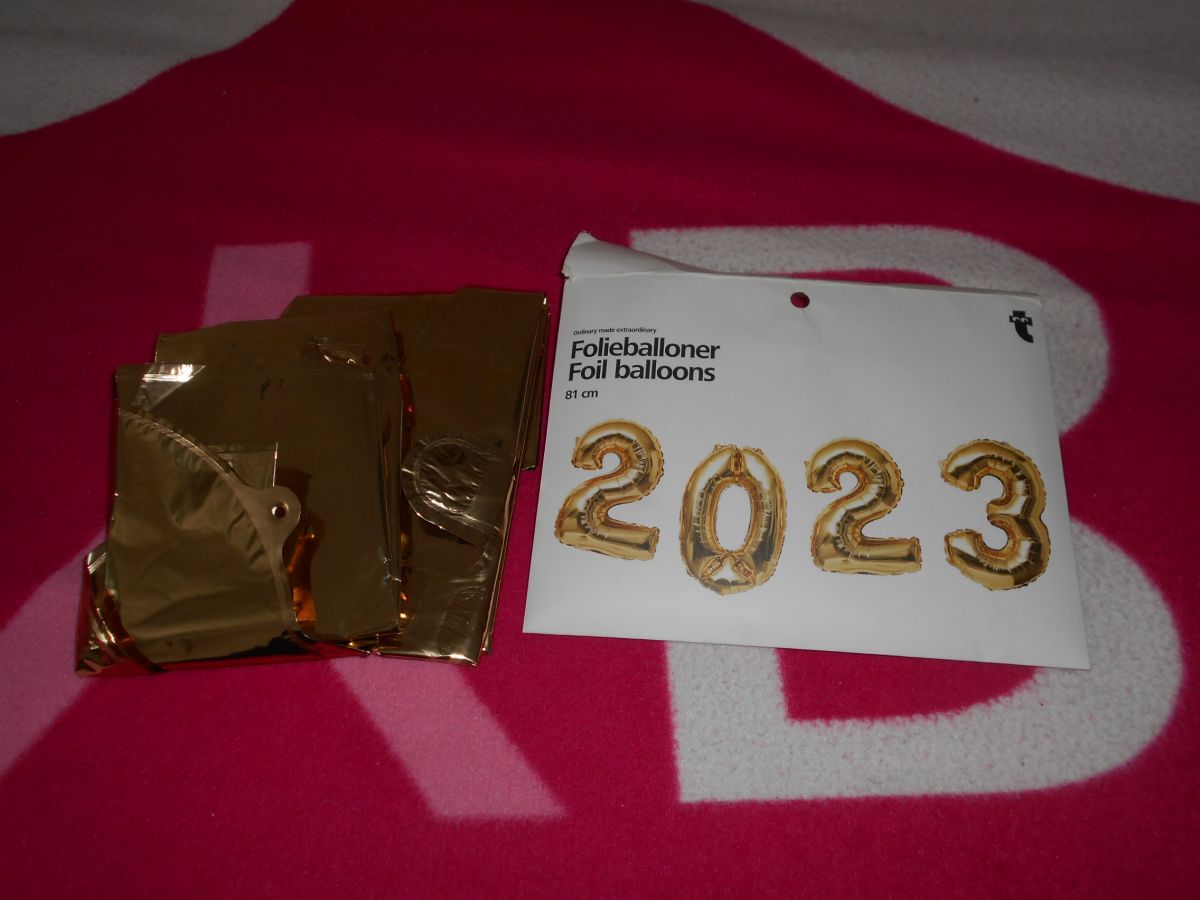 Ordinary made extraordinary
Folieballoner
Foil balloons
81 cm
2023
B